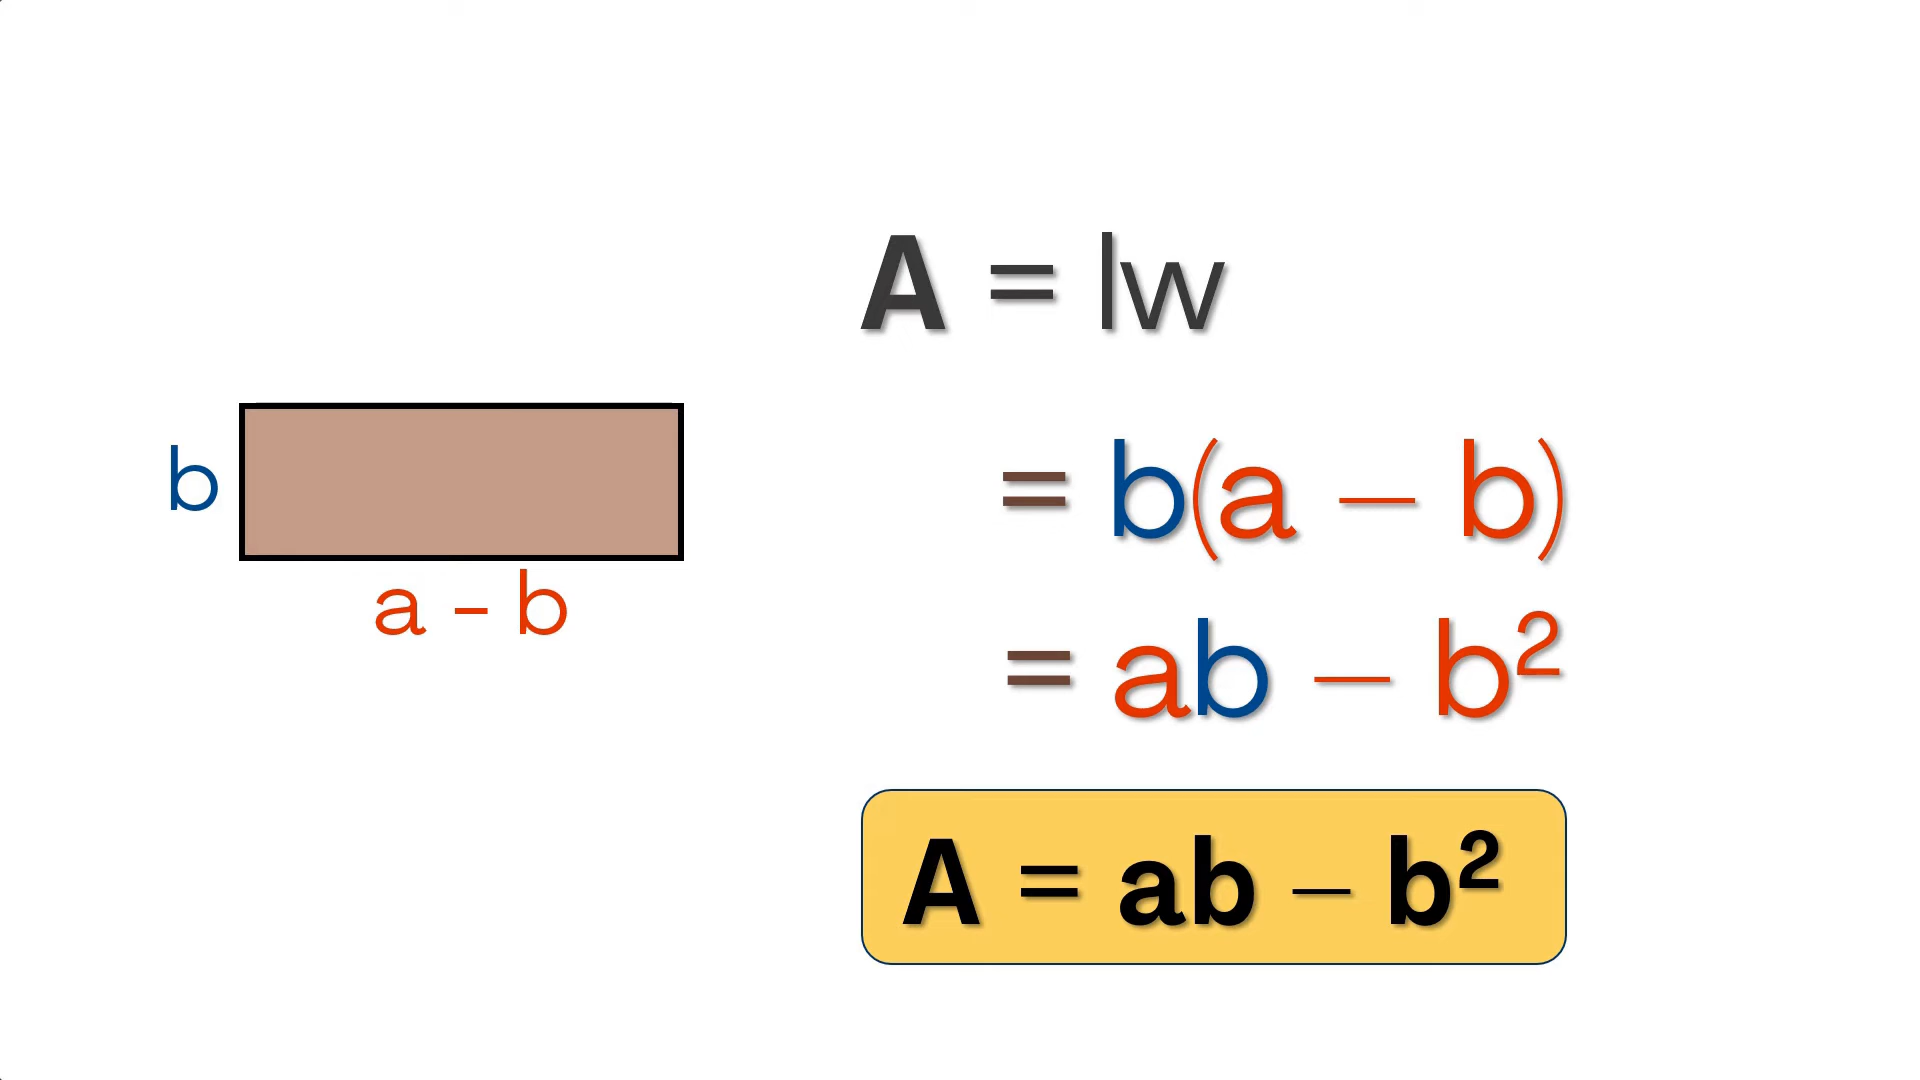 A = lw
b
= b(a – b)
a - b
= ab – b²
A = ab – b²